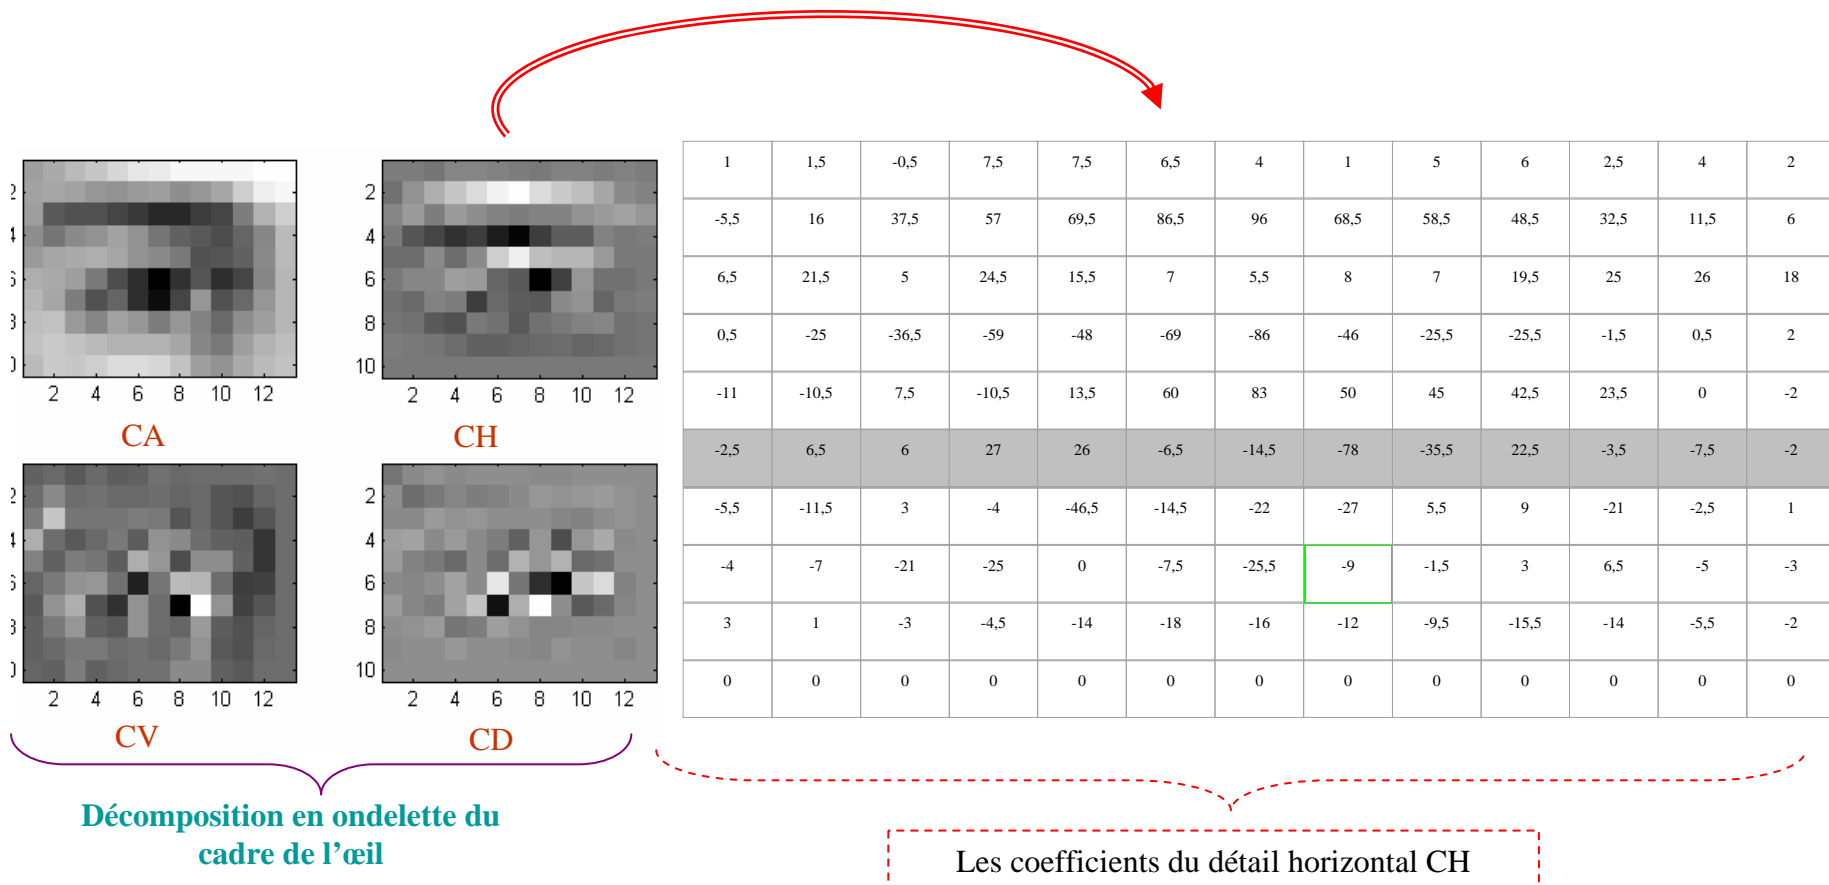 1 1,5 -0,5 7,5 7,5 6,5 4 1 5 6 2,5 4 2
-5,5 16 37,5 57 69,5 86,5 96 68,5 58,5 48,5 32,5 11,5 6
6,5 21,5 5 24,5 15,5 7 5,5 8 7 19,5 25 26 18
0,5 -25 -36,5 -59 -48 -69 -86 -46 -25,5 -25,5 -1,5 0,5 2
-11 -10,5 7,5 -10,5 13,5 60 83 50 45 42,5 23,5 0 -2
-2,5 6,5 6 27 26 -6,5 -14,5 -78 -35,5 22,5 -3,5 -7,5 -2
-5,5 -11,5 3 -4 -46,5 -14,5 -22 -27 5,5 9 -21 -2,5 1
-4 -7 -21 -25 0 -7,5 -25,5 -9 -1,5 3 6,5 -5 -3
3 1 -3 -4,5 -14 -18 -16 -12 -9,5 -15,5 -14 -5,5 -2
0 0 0 0 0 0 0 0 0 0 0 0 0
2
4
6
8
10
2 4 6 8 10 12
2 4 6 8 10 12
CA
CH
2
4
6
8
10
2 4 6 8 10 12
2 4 6 8 10 12
CV
CD
Décomposition en ondelette du
cadre de l'œil
Les coefficients du détail horizontal CH